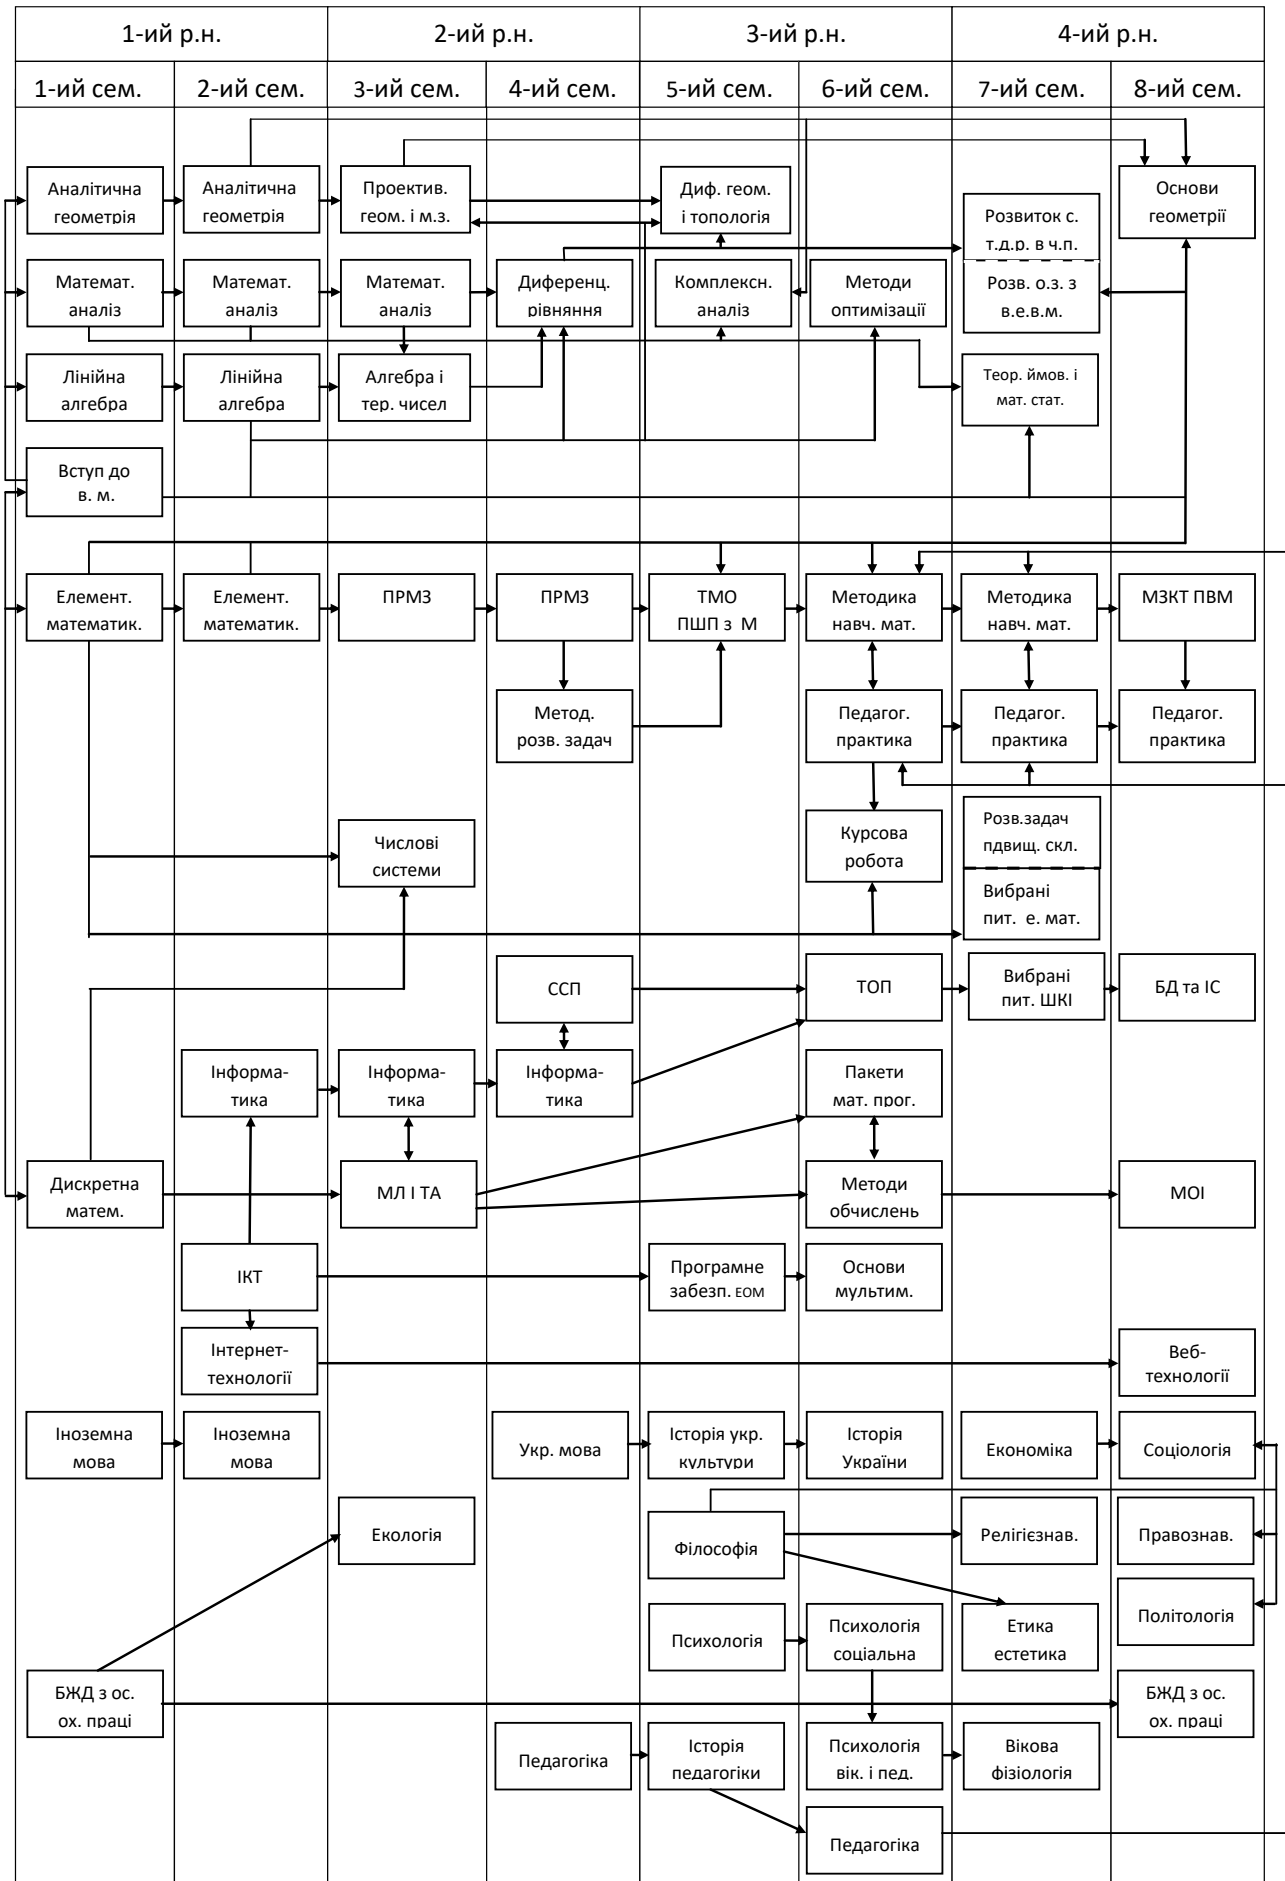 1-ий р.н.
2-ий р.н.
3-ий р.н.
4-ий р.н.
1-ий сем.
2-ий сем.
3-ий сем.
4-ий сем.
5-ий сем.
6-ий сем.
7-ий сем.
8-ий сем.
Аналітична
геометрія
Аналітична
геометрія
Проектив.
геом. і м.з.
Диф. геом.
і топологія
Основи
геометрії
Розвиток с.
т.д.р. в ч.п.
Розв. о.з. з
в.е.в.м.
Математ.
аналіз
Математ.
аналіз
Математ.
аналіз
Диференц.
рівняння
Комплексн.
аналіз
Методи
оптимізації
Лінійна
алгебра
Лінійна
алгебра
Алгебра і
тер. чисел
Теор. ймов. і
мат. стат.
Вступ до
в. м.
Елемент.
математик.
Елемент.
математик.
ПРМЗ
ПРМЗ
ТМО
ПШП з М
Методика
навч. мат.
Методика
навч. мат.
МЗКТ ПВМ
Метод.
розв. задач
Педагог.
практика
Педагог.
практика
Педагог.
практика
Числові
системи
Курсова
робота
Розв.задач
пдвищ. скл.
Вибрані
пит. е. мат.
ССП
ТОП
Вибрані
пит. ШКІ
БД та ІС
Інформа-
тика
Інформа-
тика
Інформа-
тика
Пакети
мат. прог.
Дискретна
матем.
МЛ І ТА
Методи
обчислень
МОІ
ІКТ
Програмне
забезп. ЕОМ
Основи
мультим.
Інтернет-
технології
Веб-
технології
Іноземна
мова
Іноземна
мова
Укр. мова
Історія укр.
культури
Історія
України
Економіка
Соціологія
Екологія
Філософія
Релігієзнав.
Правознав.
Психологія
Психологія
соціальна
Етика
естетика
Політологія
БЖД з ос.
ох. праці
БЖД з ос.
ох. праці
Педагогіка
Історія
педагогіки
Психологія
вік. і пед.
Вікова
фізіологія
Педагогіка